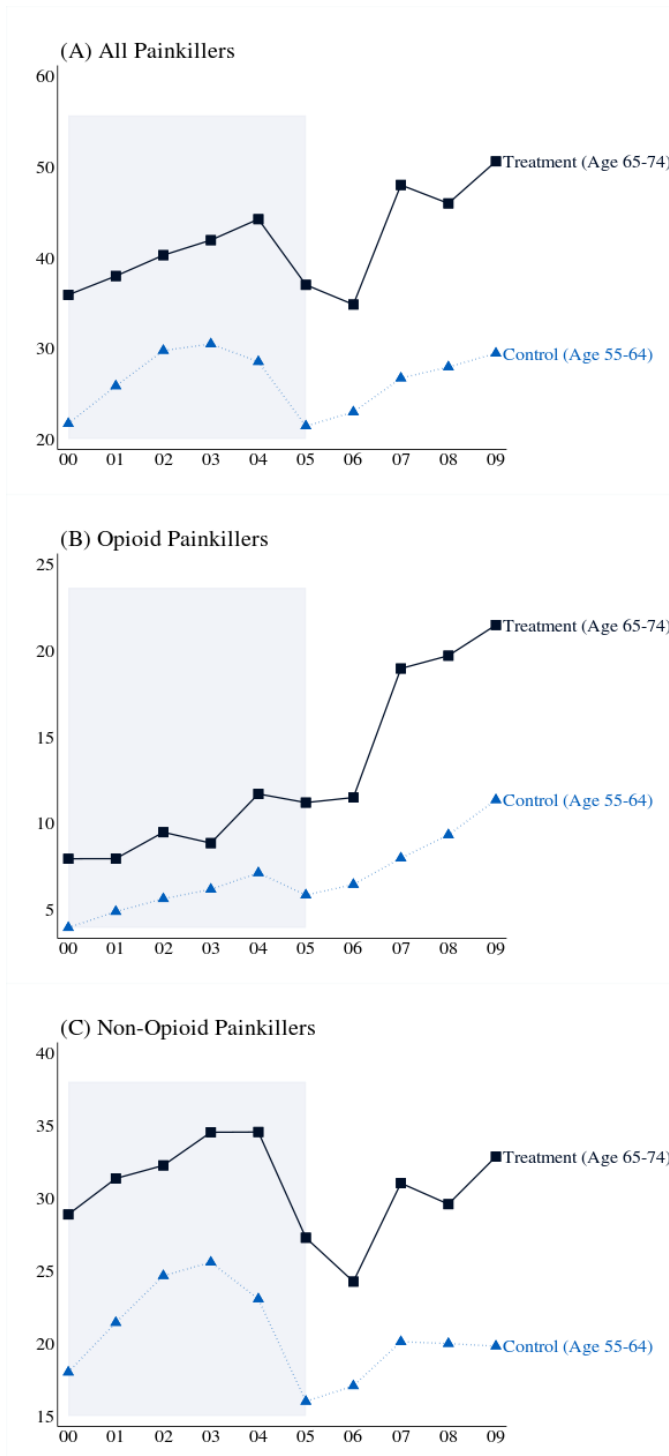 (A) All Painkillers
60
50
Treatment (Age 65-74)
40
30
Control (Age 55-64)
20
00 01 02 03 04 05 06 07 08 09
(B) Opioid Painkillers
25
20
Treatment (Age 65-74)
15
10
Control (Age 55-64)
5
00 01 02 03 04 05 06 07 08 09
(C) Non-Opioid Painkillers
40
35
Treatment (Age 65-74)
30
25
20
Control (Age 55-64)
15
00 01 02 03 04 05 06 07 08 09